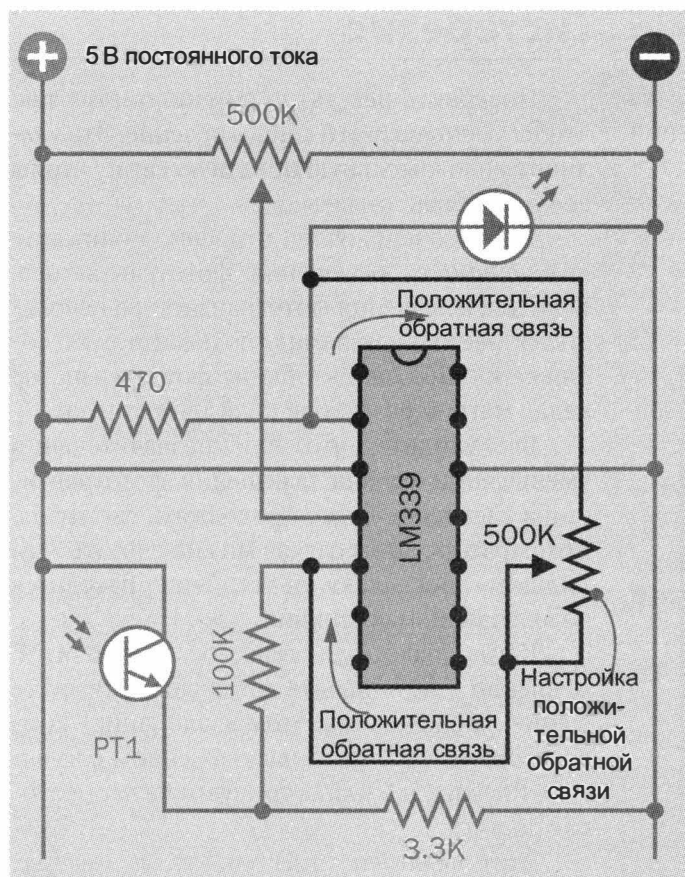 +
5 В постоянного тока
−
500K
Положительная
обратная связь
470
LM339
500K
100K
PT1
Положительная
обратная связь
Настройка
положи-
тельной
обратной
связи
3.3K